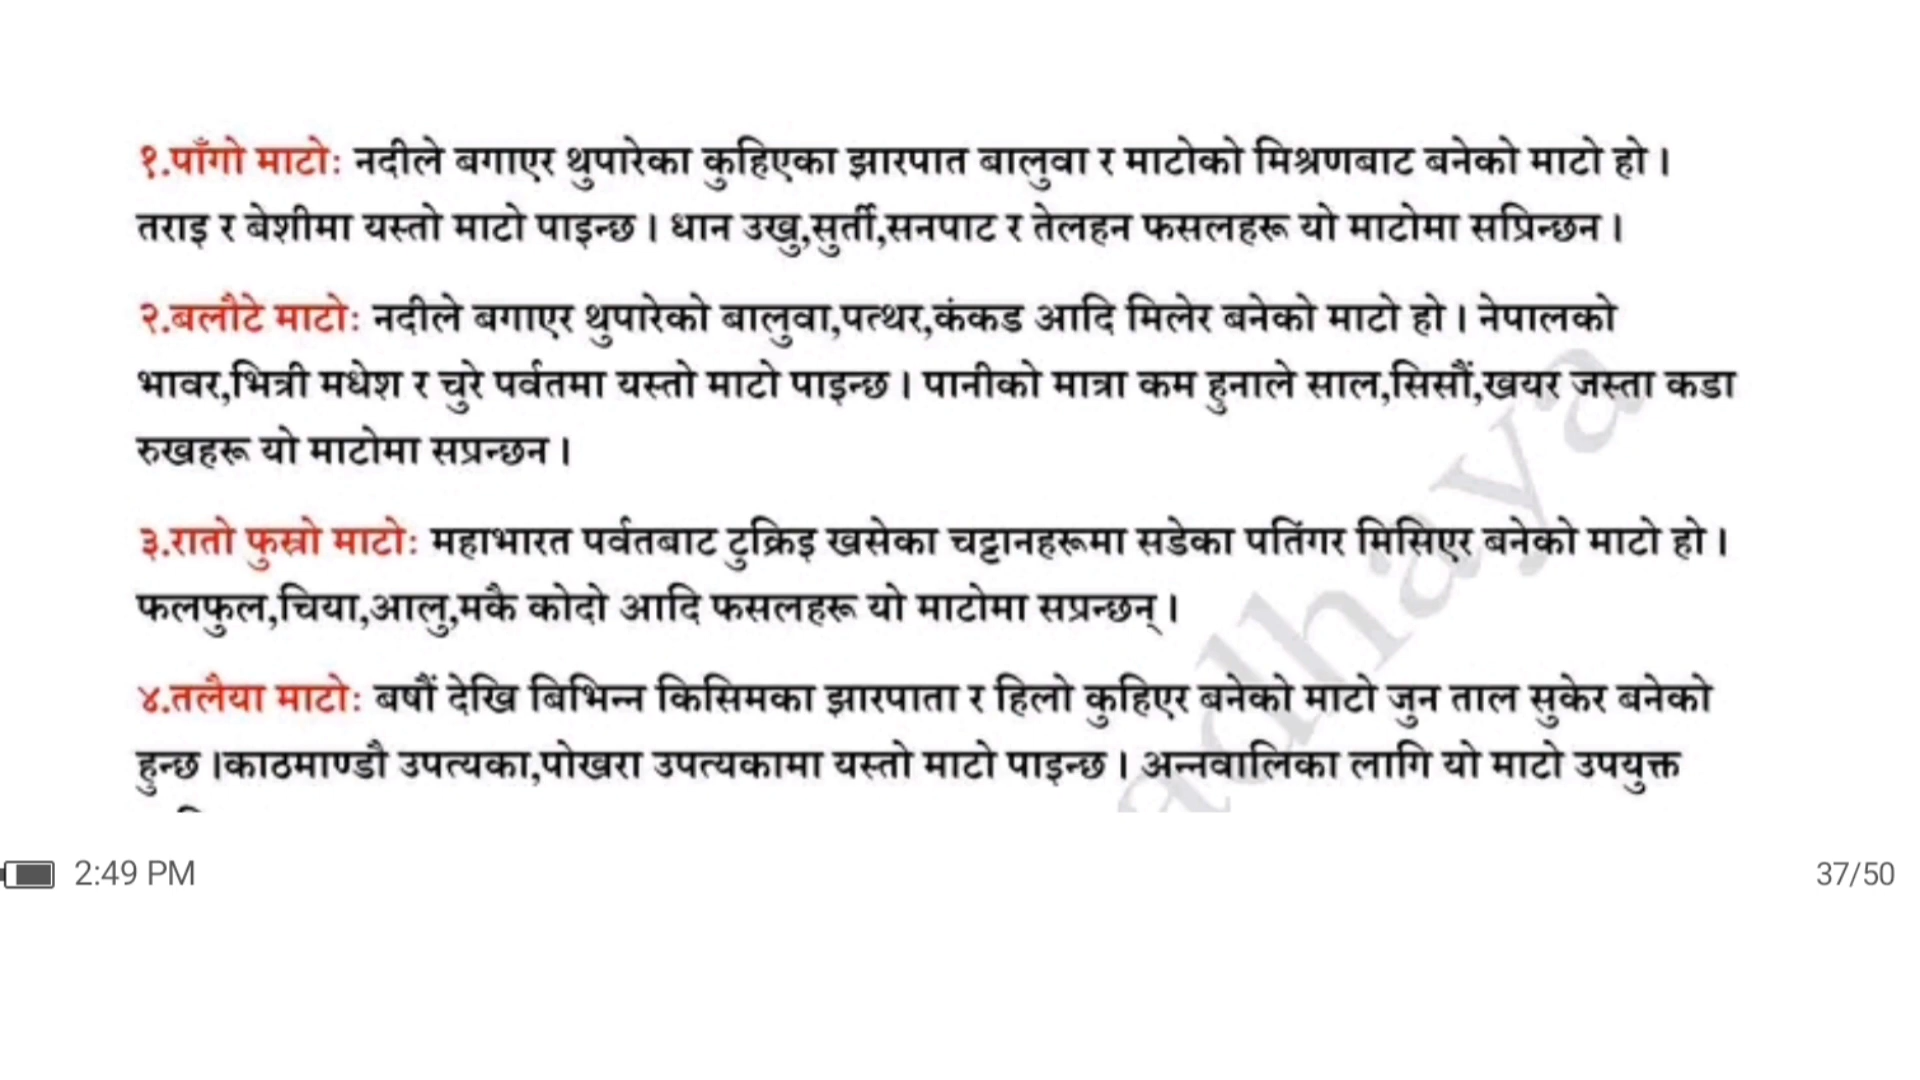 १.पाँगो माटो: नदीले बगाएर थुपारेका कुहिएका झारपात बालुवा र माटोको मिश्रणबाट बनेको माटो हो ।
तराइ र बेशीमा यस्तो माटो पाइन्छ । धान उखु,सुर्ती,सनपाट र तेलहन फसलहरू यो माटोमा सप्रिन्छन ।
२.बलौटे माटो: नदीले बगाएर थुपारेको बालुवा,पत्थर,कंकड आदि मिलेर बनेको माटो हो । नेपालको
भावर,भित्री मधेश र चुरे पर्वतमा यस्तो माटो पाइन्छ । पानीको मात्रा कम हुनाले साल,सिसौं,खयर जस्ता कडा
रुखहरू यो माटोमा सप्रन्छन ।
३.रातो फुस्रो माटो: महाभारत पर्वतबाट टुक्रिइ खसेका चट्टानहरूमा सडेका पतिंगर मिसिएर बनेको माटो हो ।
फलफुल,चिया,आलु,मकै कोदो आदि फसलहरू यो माटोमा सप्रन्छन् ।
४.तलैया माटो: बर्षौं देखि बिभिन्न किसिमका झारपाता र हिलो कुहिएर बनेको माटो जुन ताल सुकेर बनेको
हुन्छ ।काठमाण्डौ उपत्यका,पोखरा उपत्यकामा यस्तो माटो पाइन्छ । अन्नवालिका लागि यो माटो उपयुक्त
adhaya
2:49 PM
37/50